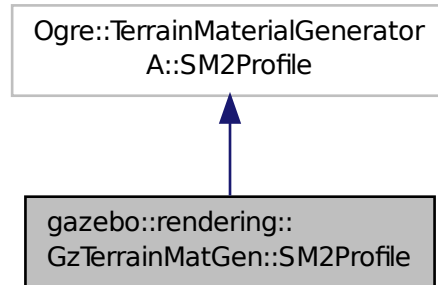 Ogre::TerrainMaterialGenerator
A::SM2Profile
gazebo::rendering::
GzTerrainMatGen::SM2Profile